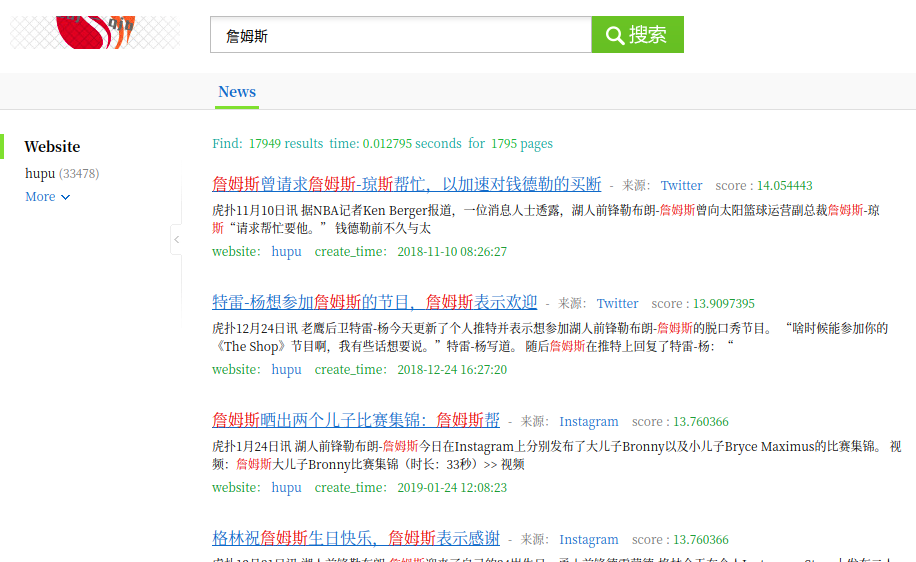 詹姆斯
搜索
News
Website
hupu (33478)
More
Find: 17949 results time: 0.012795 seconds for 1795 pages
詹姆斯曾请求詹姆斯-琼斯帮忙，以加速对钱德勒的买断 - 来源： Twitter score : 14.054443
虎扑11月10日讯 据NBA记者Ken Berger报道，一位消息人士透露，湖人前锋勒布朗-詹姆斯曾向太阳篮球运营副总裁詹姆斯-琼
斯“请求帮忙要他。” 钱德勒前不久与太
website： hupu create_time： 2018-11-10 08:26:27
特雷-杨想参加詹姆斯的节目，詹姆斯表示欢迎 - 来源： Twitter score : 13.9097395
虎扑12月24日讯 老鹰后卫特雷-杨今天更新了个人推特并表示想参加湖人前锋勒布朗-詹姆斯的脱口秀节目。 “啥时候能参加你的
《The Shop》节目啊，我有些话想要说。”特雷-杨写道。 随后詹姆斯在推特上回复了特雷-杨： “
website： hupu create_time： 2018-12-24 16:27:20
詹姆斯晒出两个儿子比赛集锦：詹姆斯帮 - 来源： Instagram score : 13.760366
虎扑1月24日讯 湖人前锋勒布朗-詹姆斯今日在Instagram上分别发布了大儿子Bronny以及小儿子Bryce Maximus的比赛集锦。 视
频：詹姆斯大儿子Bronny比赛集锦（时长：33秒）>> 视频
website： hupu create_time： 2019-01-24 12:08:23
格林祝詹姆斯生日快乐，詹姆斯表示感谢 - 来源： Instagram score : 13.760366